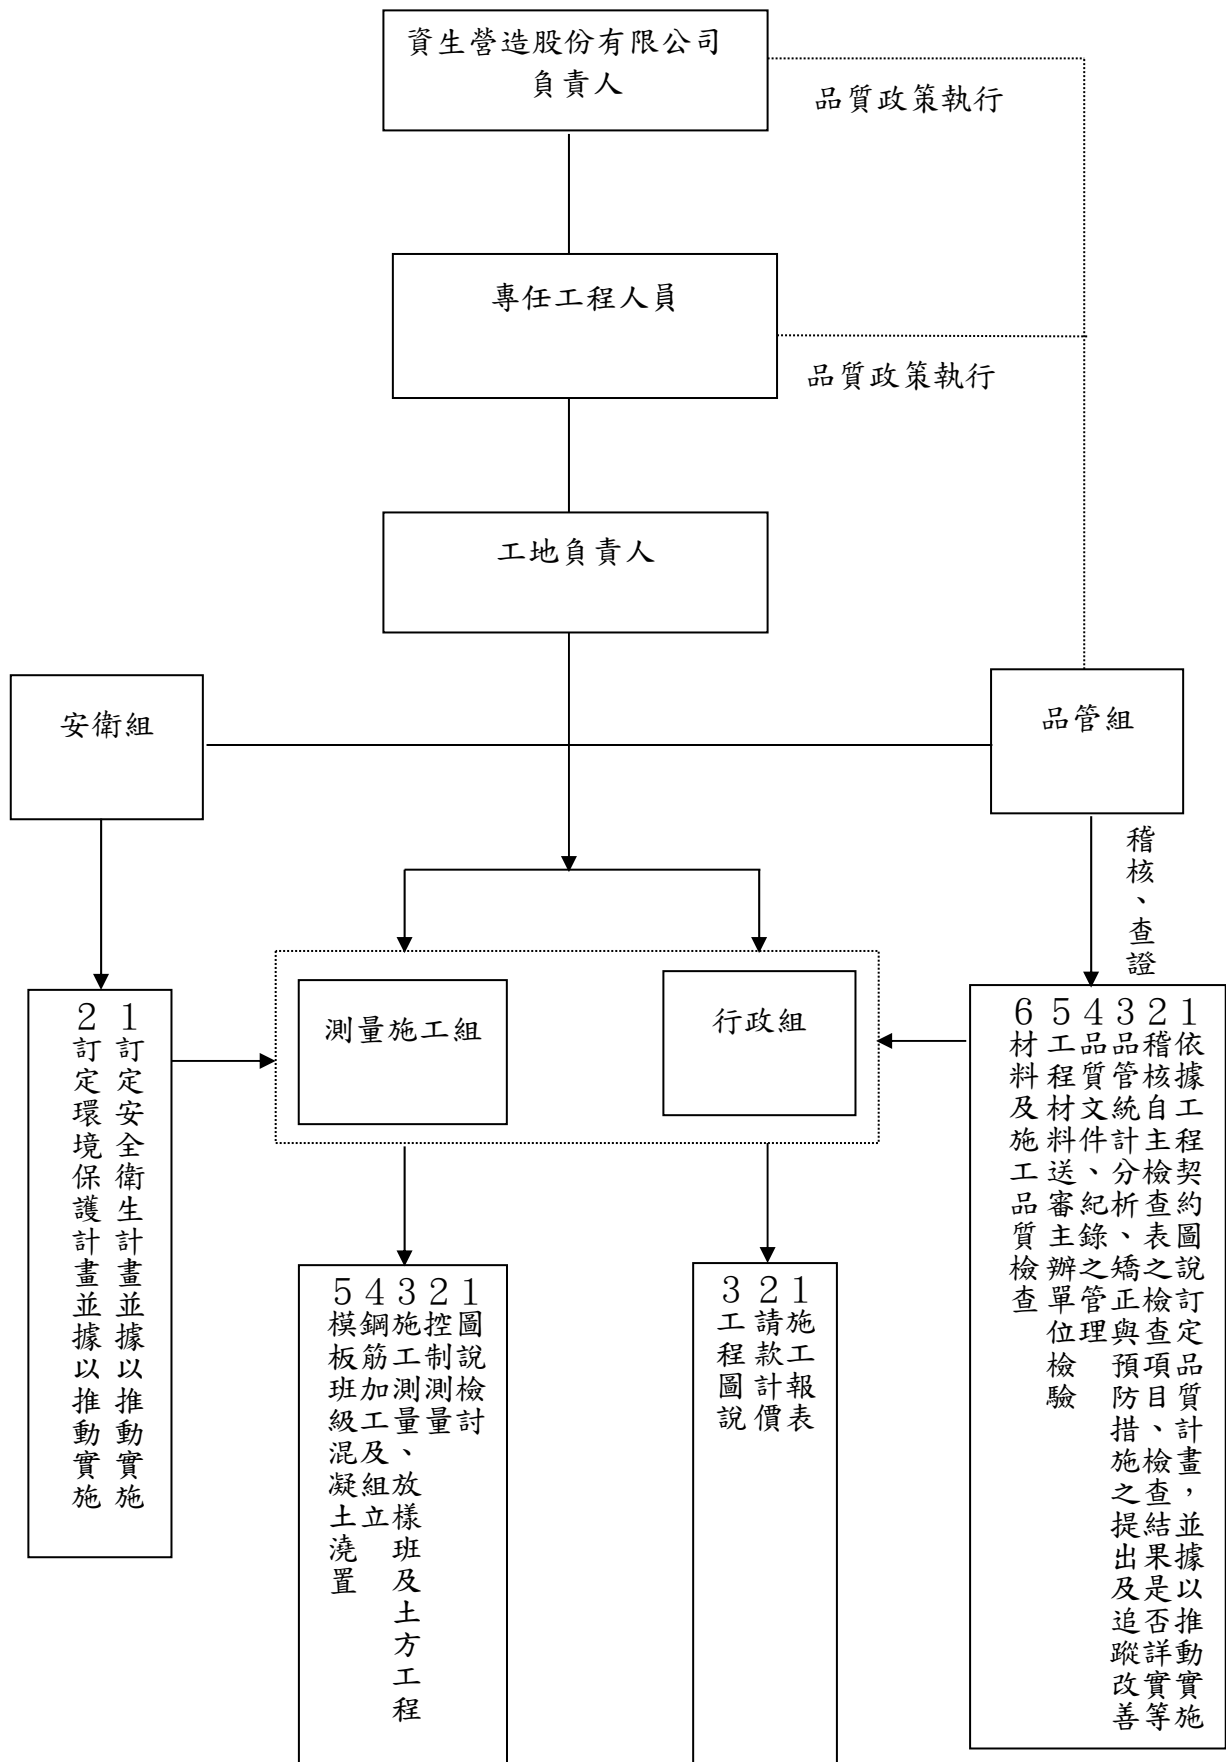 資生營造股份有限公司
負責人
品質政策執行
專任工程人員
品質政策執行
工地負責人
安衛組
品管組
稽核、查證
測量施工組
行政組
1訂定安全衛生計畫並據以推動實施
2訂定環境保護計畫並據以推動實施
1圖說檢討
2控制測量
3施工測量、放樣班及土方工程
4鋼筋加工及組立
5模板班級混凝土澆置
1施工報表
2請款計價
3工程圖說
1依據工程契約圖說訂定品質計畫，並據以推動實施
2稽核自主檢查表之檢查項目、檢查結果是否詳實等
3品管統計分析、矯正與預防措施之提出及追蹤改善
4品質文件、紀錄之管理
5工程材料送審主辦單位檢驗
6材料及施工品質檢查